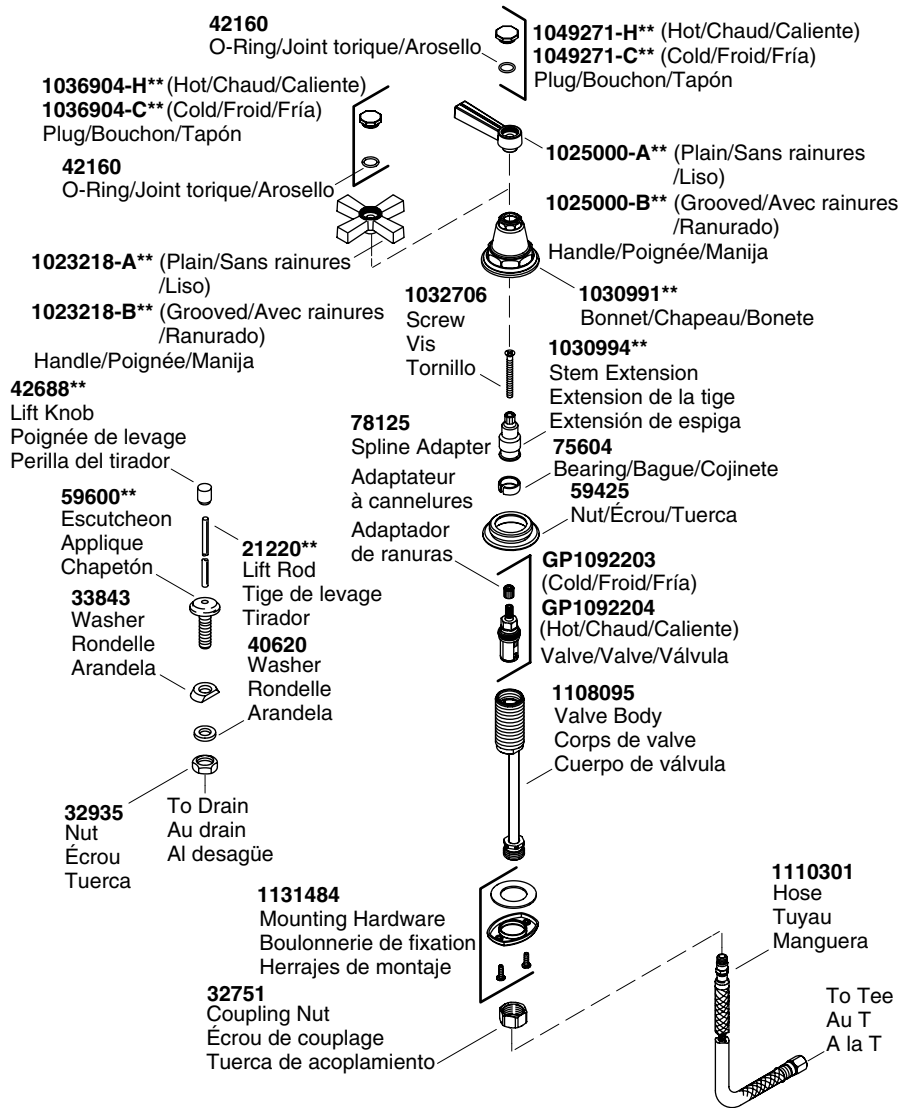 42160
O-Ring/Joint torique/Arosello
1049271-H** (Hot/Chaud/Caliente)
1049271-C** (Cold/Froid/Fría)
Plug/Bouchon/Tapón
1036904-H** (Hot/Chaud/Caliente)
1036904-C** (Cold/Froid/Fría)
Plug/Bouchon/Tapón
42160
O-Ring/Joint torique/Arosello
1025000-A** (Plain/Sans rainures
/Liso)
1025000-B** (Grooved/Avec rainures
/Ranurado)
Handle/Poignée/Manija
1023218-A** (Plain/Sans rainures
/Liso)
1023218-B** (Grooved/Avec rainures
/Ranurado)
Handle/Poignée/Manija
1030991**
Bonnet/Chapeau/Bonete
1032706
Screw
Vis
Tornillo
1030994**
Stem Extension
Extension de la tige
Extensión de espiga
42688**
Lift Knob
Poignée de levage
Perilla del tirador
78125
Spline Adapter
Adaptateur
à cannelures
Adaptador
de ranuras
75604
Bearing/Bague/Cojinete
59425
Nut/Écrou/Tuerca
59600**
Escutcheon
Applique
Chapetón
21220**
Lift Rod
Tige de levage
Tirador
GP1092203
(Cold/Froid/Fría)
GP1092204
(Hot/Chaud/Caliente)
Valve/Valve/Válvula
33843
Washer
Rondelle
Arandela
40620
Washer
Rondelle
Arandela
1108095
Valve Body
Corps de valve
Cuerpo de válvula
32935
Nut
Écrou
Tuerca
To Drain
Au drain
Al desagüe
1131484
Mounting Hardware
Boulonnerie de fixation
Herrajes de montaje
1110301
Hose
Tuyau
Manguera
32751
Coupling Nut
Écrou de couplage
Tuerca de acoplamiento
To Tee
Au T
A la T